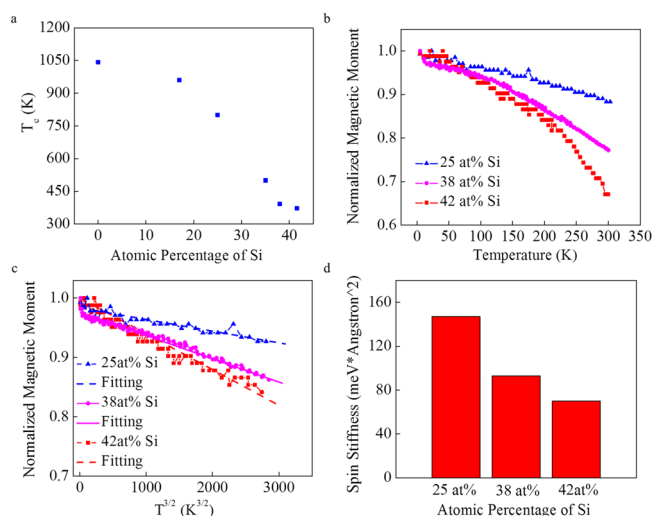 a
1200
1050
900
750
600
450
300
T_c (K)
0
10
20
30
40
Atomic Percentage of Si
b
1.0
0.9
0.8
0.7
0.6
Normalized Magnetic Moment
25 at% Si
38 at% Si
42 at% Si
0
50
100
150
200
250
300
350
Temperature (K)
c
1.0
0.9
0.8
0.7
Normalized Magnetic Moment
25at% Si
Fitting
38at% Si
Fitting
42at% Si
Fitting
0
1000
2000
3000
T^3/2 (K^3/2)
d
160
120
80
40
0
Spin Stiffness (meV*Angstron^2)
25 at%
38 at%
42at%
Atomic Percentage of Si